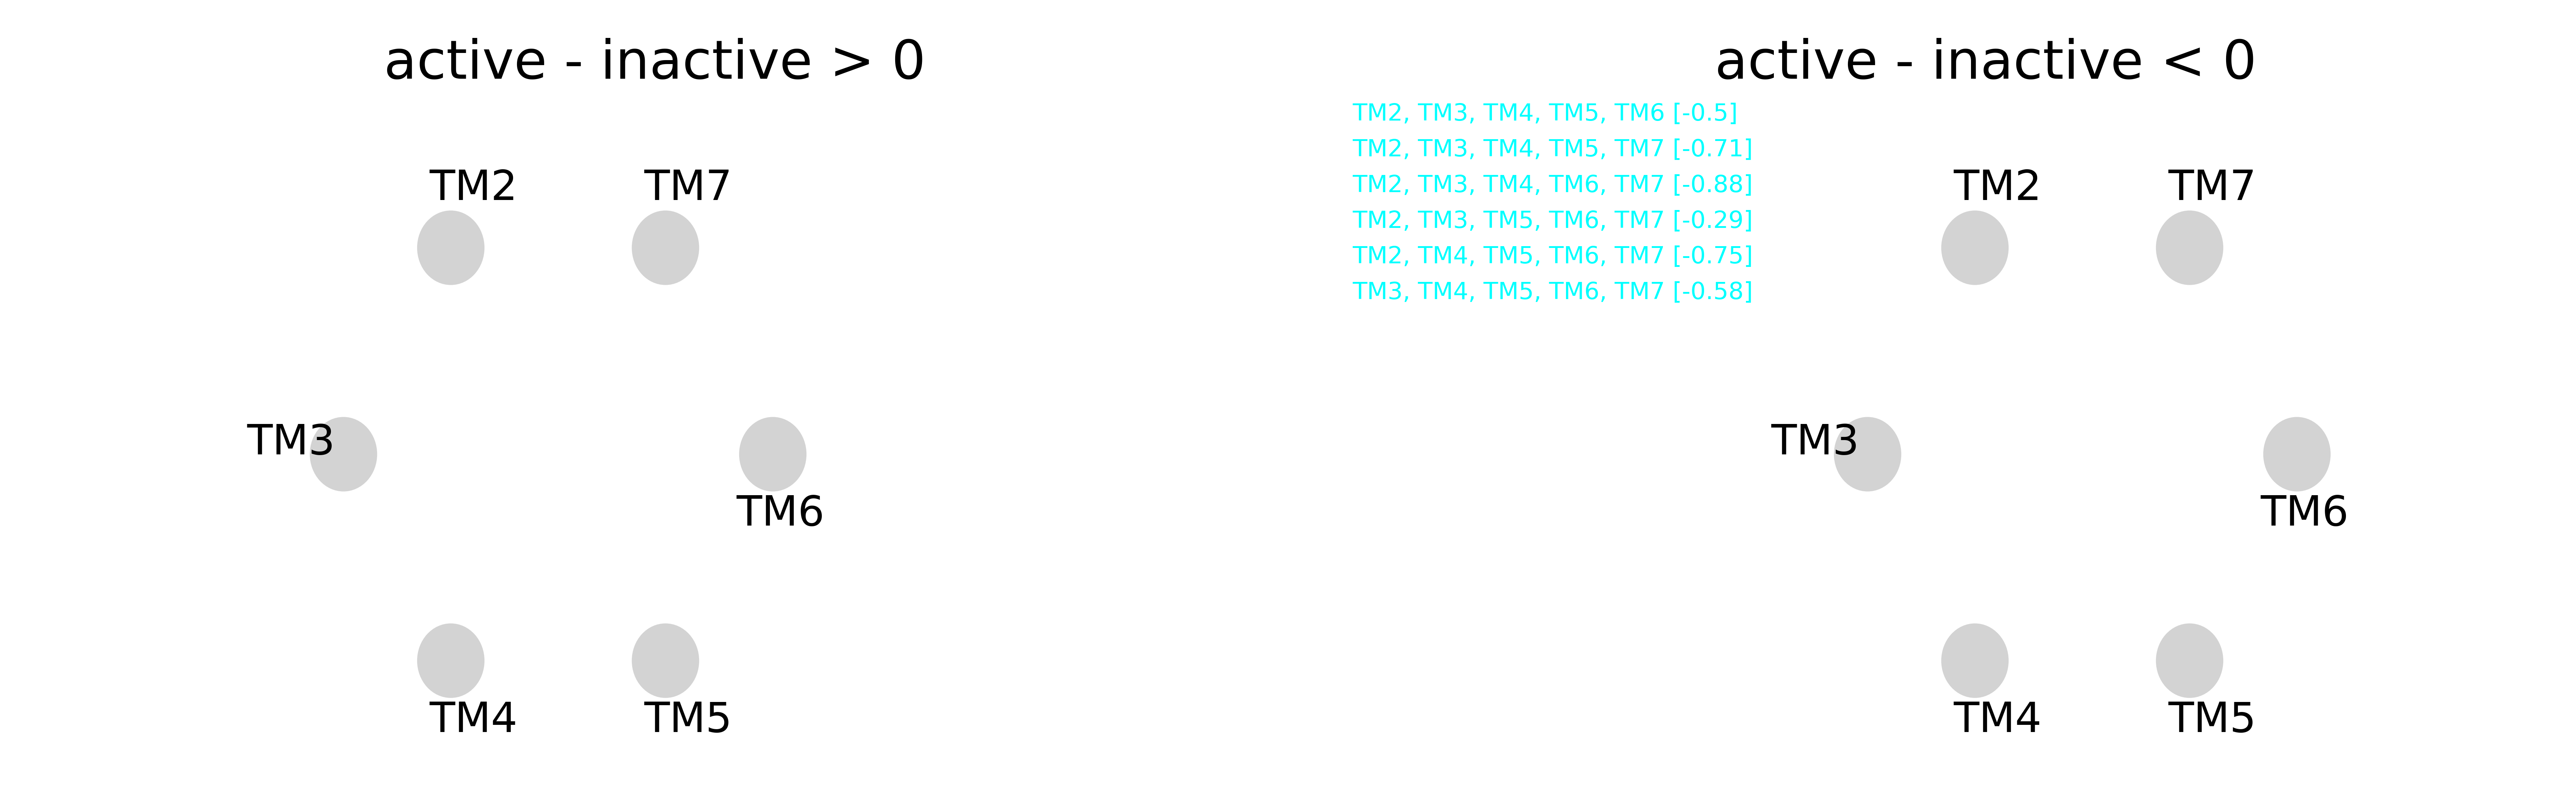 active - inactive > 0
TM2
TM7
TM3
TM6
TM4
TM5
active - inactive < 0
TM2, TM3, TM4, TM5, TM6 [-0.5]
TM2, TM3, TM4, TM5, TM7 [-0.71]
TM2, TM3, TM4, TM6, TM7 [-0.88]
TM2, TM3, TM5, TM6, TM7 [-0.29]
TM2, TM4, TM5, TM6, TM7 [-0.75]
TM3, TM4, TM5, TM6, TM7 [-0.58]
TM2
TM7
TM3
TM6
TM4
TM5